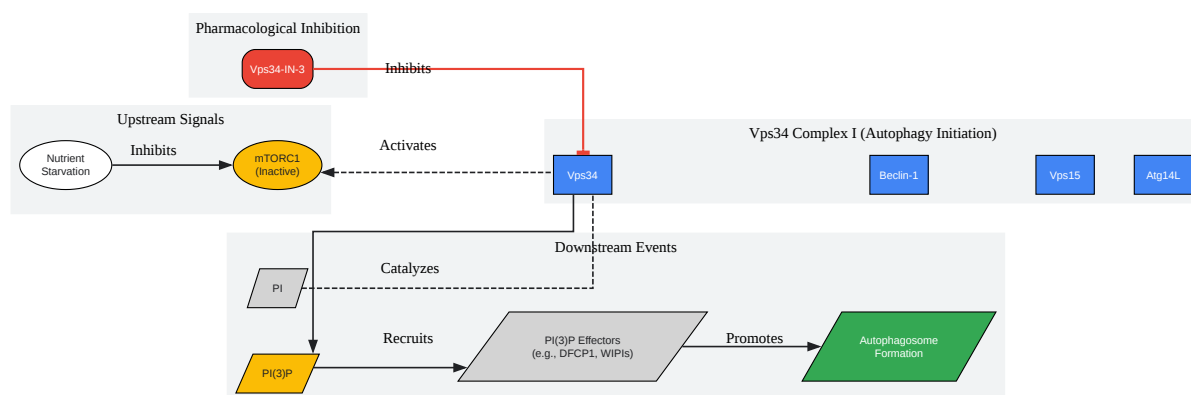 Pharmacological Inhibition
Vps34-IN-3
Inhibits
Upstream Signals
Nutrient
Starvation
Inhibits
mTORC1
(Inactive)
Activates
Vps34 Complex I (Autophagy Initiation)
Vps34
Beclin-1
Vps15
Atg14L
Downstream Events
PI
Catalyzes
PI(3)P
Recruits
PI(3)P Effectors
(e.g., DFCP1, WIPIs)
Promotes
Autophagosome
Formation